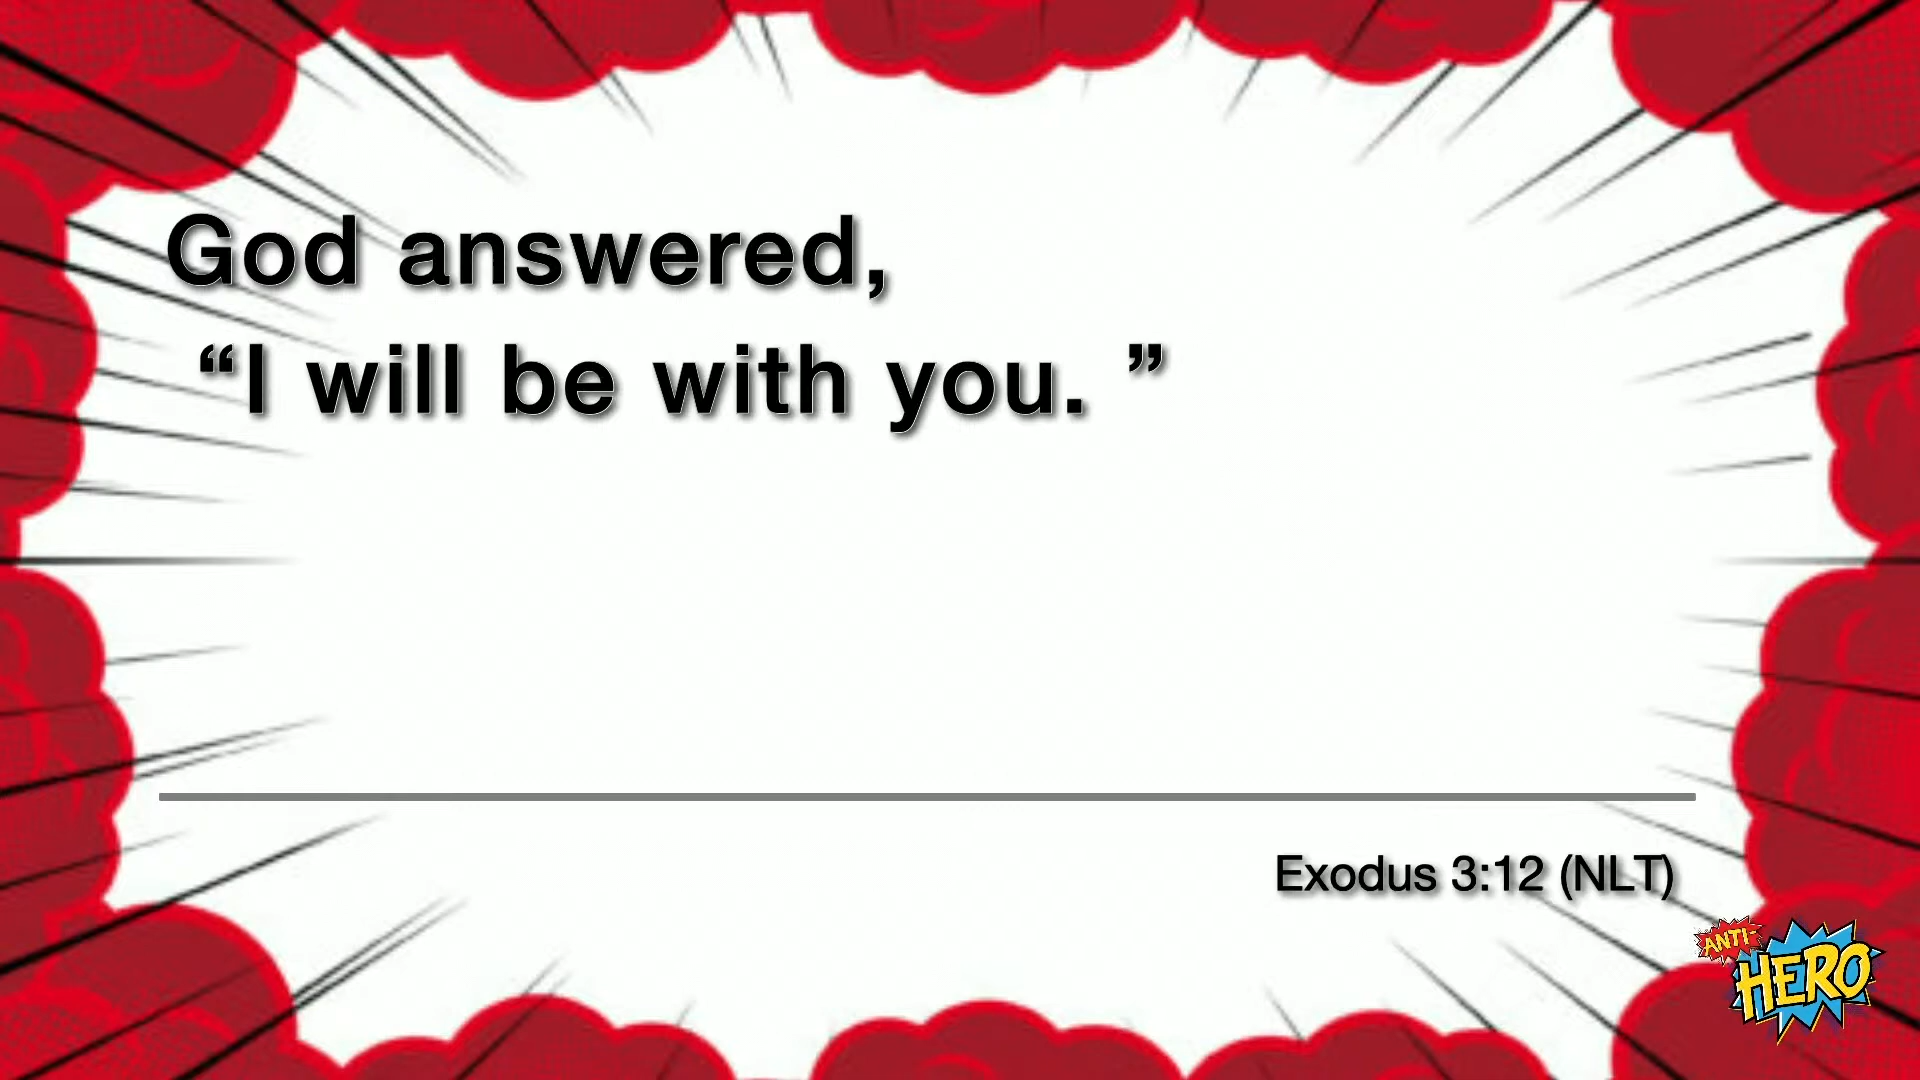 God answered,
“I will be with you. ”
Exodus 3:12 (NLT)
ANTI-
HERO